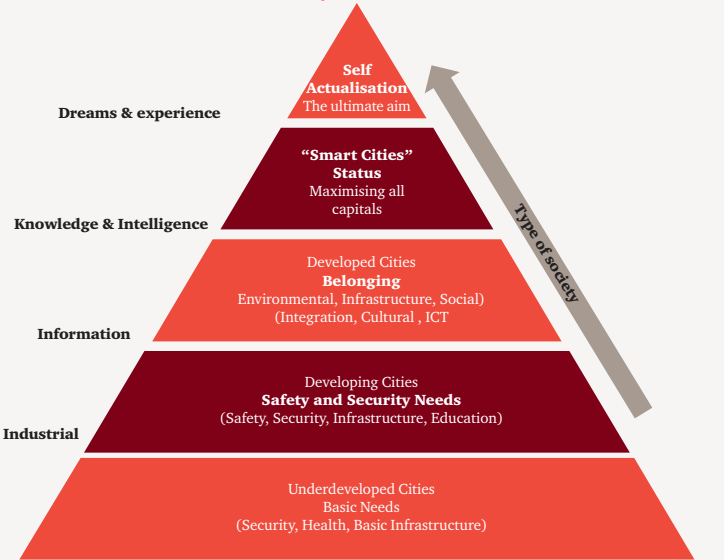 Self
Actualisation
The ultimate aim
Dreams & experience
“Smart Cities”
Status
Maximising all
capitals
Knowledge & Intelligence
Type of society
Developed Cities
Belonging
Environmental, Infrastructure, Social)
(Integration, Cultural , ICT
Information
Developing Cities
Safety and Security Needs
(Safety, Security, Infrastructure, Education)
Industrial
Underdeveloped Cities
Basic Needs
(Security, Health, Basic Infrastructure)